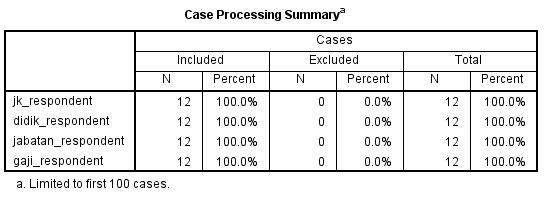 Case Processing Summary^a
Cases
Included Excluded Total
N Percent N Percent N Percent
jk_respondent 12 100.0% 0 0.0% 12 100.0%
didik_respondent 12 100.0% 0 0.0% 12 100.0%
jabatan_respondent 12 100.0% 0 0.0% 12 100.0%
gaji_respondent 12 100.0% 0 0.0% 12 100.0%
a. Limited to first 100 cases.